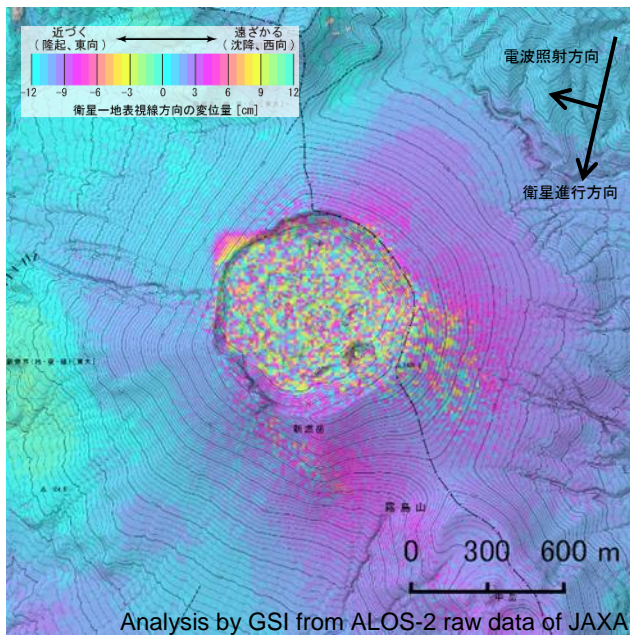 近づく
(隆起、東向)
遠ざかる
(沈降、西向)
-12 -9 -6 -3 0 3 6 9 12
衛星ー地表視線方向の変位量 [cm]
電波照射方向
衛星進行方向
新燃岳
霧島山
0 300 600 m
中岳
Analysis by GSI from ALOS-2 raw data of JAXA